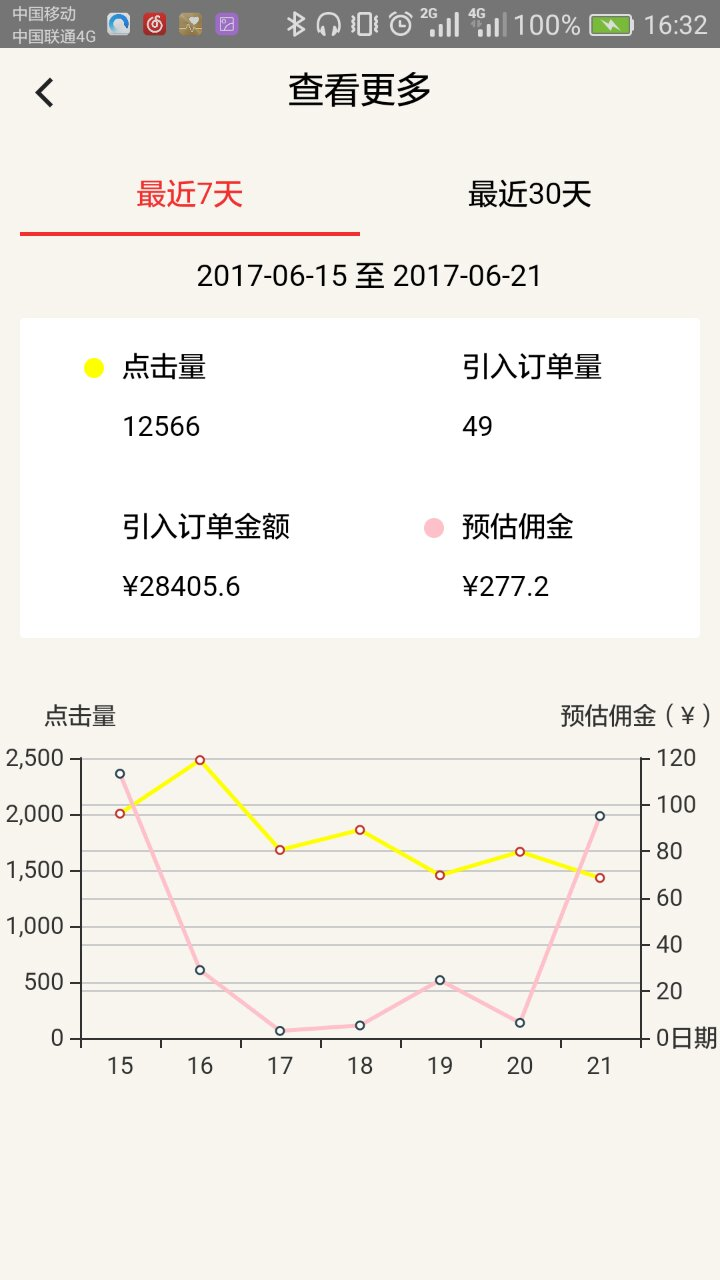 中国移动
中国联通4G
2G 4G 100% 16:32
查看更多
最近7天 最近30天
2017-06-15 至 2017-06-21
点击量 引入订单量
12566 49
引入订单金额 预估佣金
¥28405.6 ¥277.2
点击量 预估佣金(¥)
2,500 120
2,000 100
1,500 80
1,000 60
500 40
0 20
0日期
15 16 17 18 19 20 21